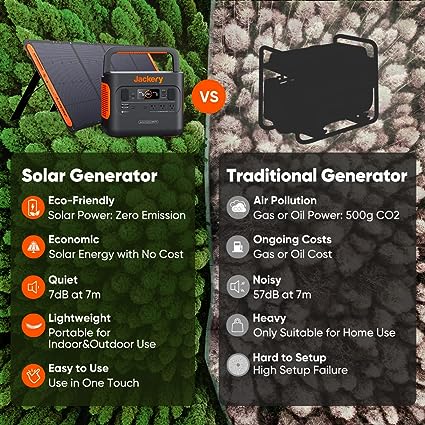 Jackery
VS
Solar Generator
Eco-Friendly
Solar Power: Zero Emission
Economic
Solar Energy with No Cost
Quiet
7dB at 7m
Lightweight
Portable for
Indoor&Outdoor Use
Easy to Use
Use in One Touch
Traditional Generator
Air Pollution
Gas or Oil Power: 500g CO2
Ongoing Costs
Gas or Oil Cost
Noisy
57dB at 7m
Heavy
Only Suitable for Home Use
Hard to Setup
High Setup Failure